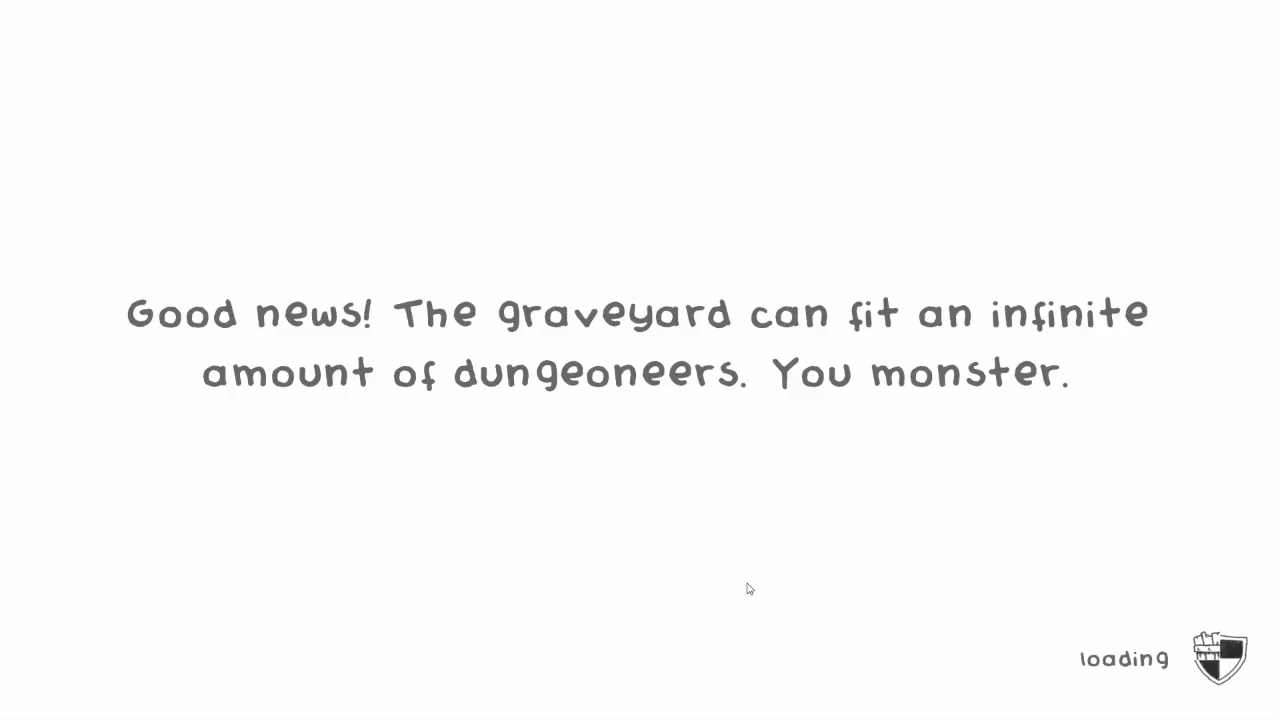 Good news! The graveyard can fit an infinite
amount of dungeoneers. You monster.
loading